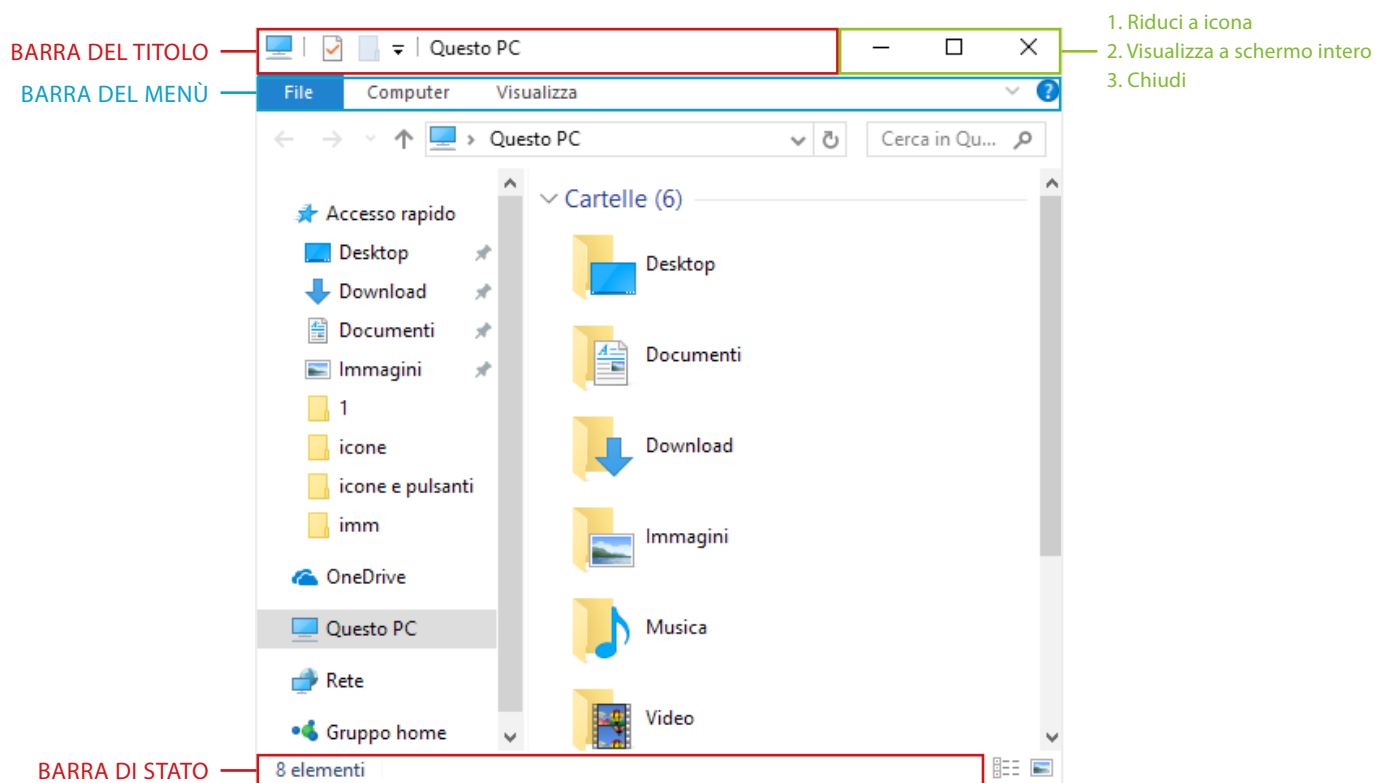 BARRA DEL TITOLO
Questo PC
1. Riduci a icona
2. Visualizza a schermo intero
3. Chiudi
BARRA DEL MENÙ
File Computer Visualizza
Questo PC
Cerca in Qu...
Accesso rapido
Desktop
Download
Documenti
Immagini
1
icone
icone e pulsanti
imm
OneDrive
Questo PC
Rete
Gruppo home
Cartelle (6)
Desktop
Documenti
Download
Immagini
Musica
Video
BARRA DI STATO
8 elementi